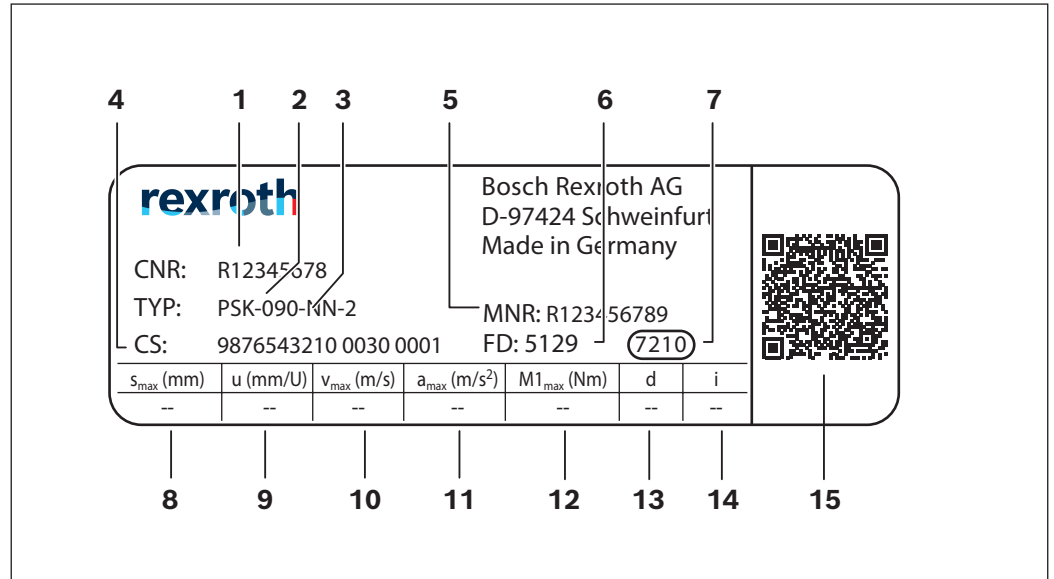 4 1 2 3 5 6 7
rexroth
Bosch Rexroth AG
D-97424 Schweinfurt
Made in Germany
CNR: R12345678
TYP: PSK-090-NN-2
MNR: R123456789
CS: 9876543210 0030 0001
FD: 5129 7210
smax (mm) u (mm/U) vmax (m/s) amax (m/s²) M1max (Nm) d i
-- -- -- -- -- -- --
8 9 10 11 12 13 14 15